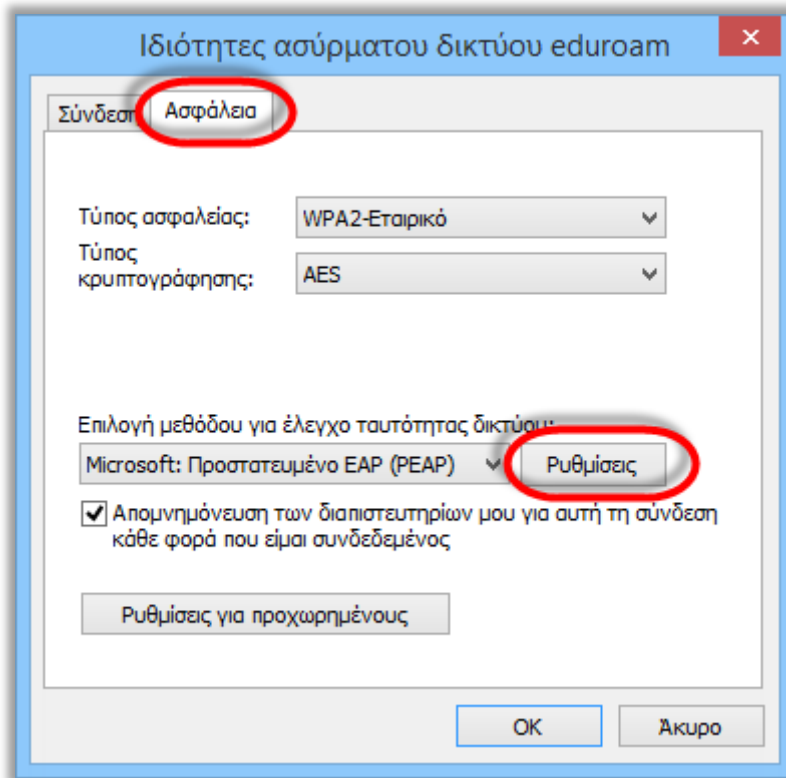 Ιδιότητες ασύρματου δικτύου eduroam
Σύνδεση Ασφάλεια
Τύπος ασφαλείας: WPA2-Εταιρικό
Τύπος
κρυπτογράφησης: AES
Επιλογή μεθόδου για έλεγχο ταυτότητας δικτύου:
Microsoft: Προστατευμένο EAP (PEAP) Ρυθμίσεις
Απομνημόνευση των διαπιστευτηρίων μου για αυτή τη σύνδεση
κάθε φορά που είμαι συνδεδεμένος
Ρυθμίσεις για προχωρημένους
OK Άκυρο